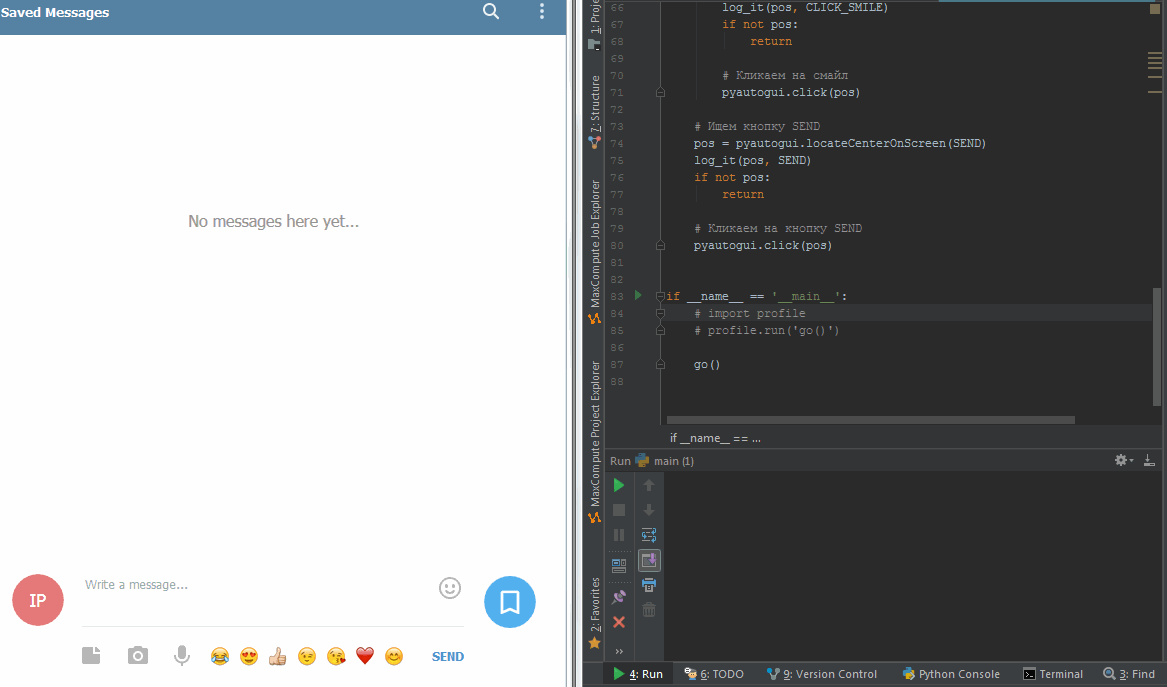 Saved Messages
No messages here yet...
IP
Write a message...
SEND
1: Proje
7: Structure
MaxCompute Job Explorer
MaxCompute Project Explorer
2: Favorites
66 log_it(pos, CLICK_SMILE)
67 if not pos:
68 return
69
70 # Кликаем на смайл
71 pyautogui.click(pos)
72
73 # Ищем кнопку SEND
74 pos = pyautogui.locateCenterOnScreen(SEND)
75 log_it(pos, SEND)
76 if not pos:
77 return
78
79 # Кликаем на кнопку SEND
80 pyautogui.click(pos)
81
82
83 if __name__ == '__main__':
84 # import profile
85 # profile.run('go()')
86
87 go()
88
if __name__ == ...
Run main (1)
4: Run 6: TODO 9: Version Control Python Console Terminal 3: Find